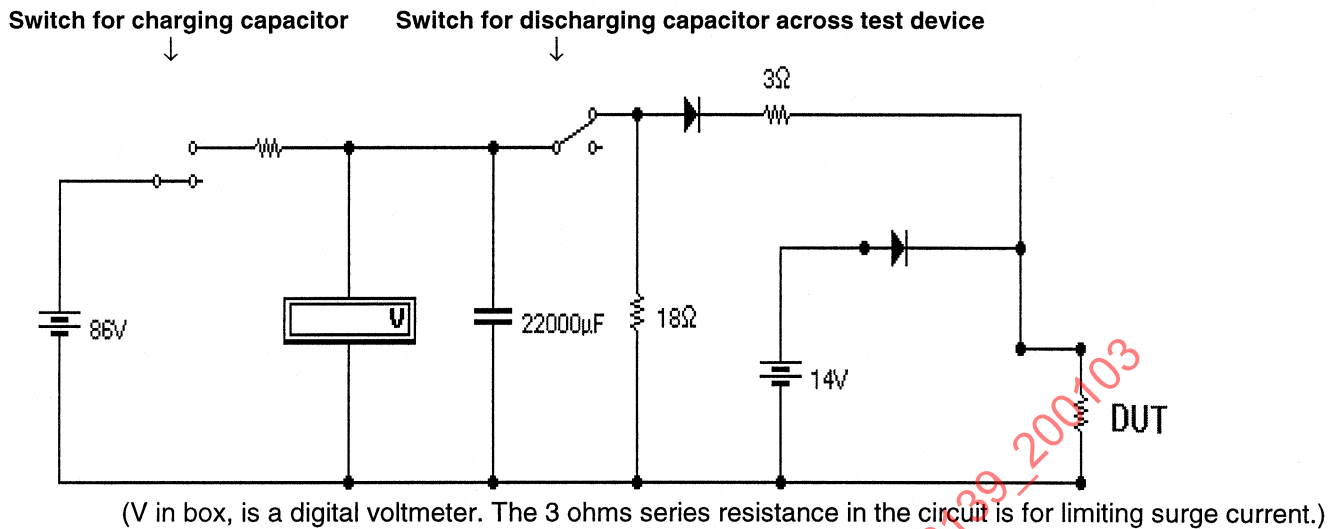 Switch for charging capacitor Switch for discharging capacitor across test device
3Ω
86V
V
22000µF
18Ω
14V
DUT
139_200103
(V in box, is a digital voltmeter. The 3 ohms series resistance in the circuit is for limiting surge current.)